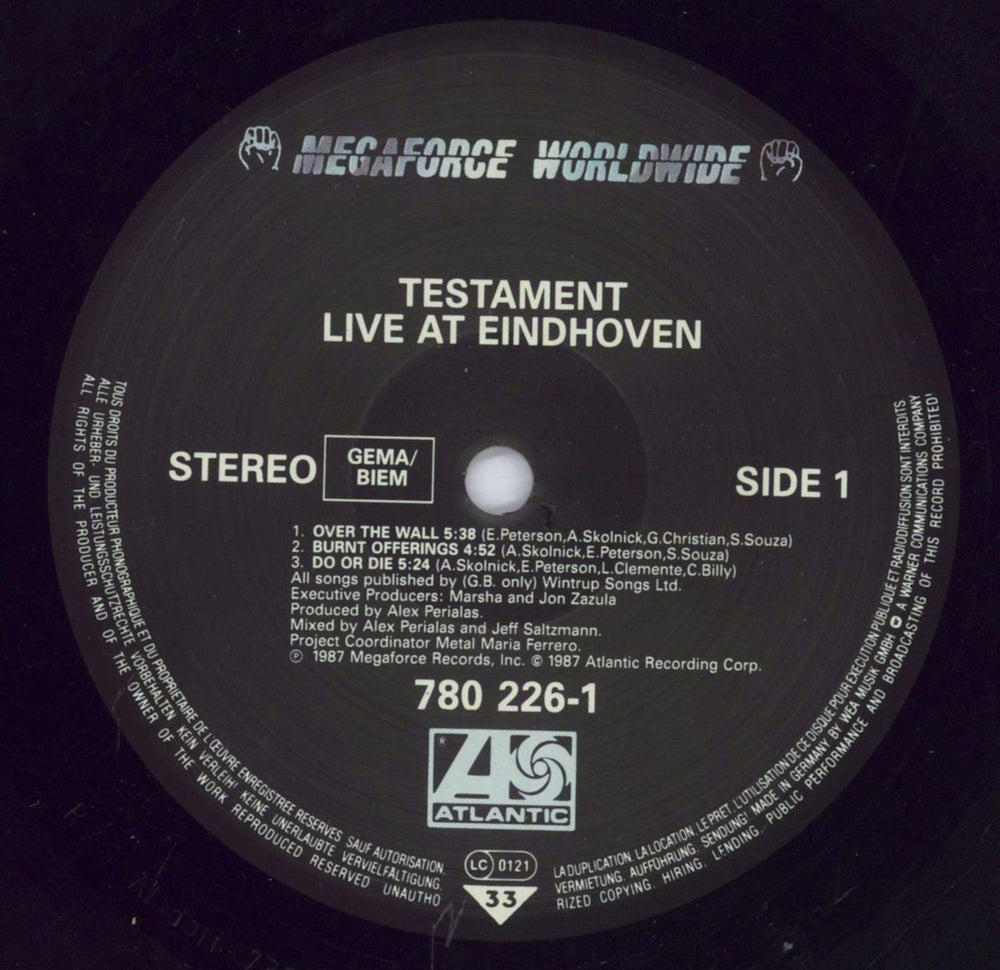 MEGAFORCE WORLDWIDE
TESTAMENT
LIVE AT EINDHOVEN
STEREO
GEMA/
BIEM
SIDE 1
1. OVER THE WALL 5:38 (E.Peterson,A.Skolnick,G.Christian,S.Souza)
2. BURNT OFFERINGS 4:52 (A.Skolnick,E.Peterson,S.Souza)
3. DO OR DIE 5:24 (A.Skolnick,E.Peterson,L.Clemente,C.Billy)
All songs published by (G.B. only) Wintrup Songs Ltd.
Executive Producers: Marsha and Jon Zazula
Produced by Alex Perialas.
Mixed by Alex Perialas and Jeff Saltzmann.
Project Coordinator Metal Maria Ferrero.
℗ 1987 Megaforce Records, Inc. © 1987 Atlantic Recording Corp.
780 226-1
ATLANTIC
LC 0121
33
TOUS DROITS DU PRODUCTEUR PHONOGRAPHIQUE ET DU PROPRIETAIRE DE L'ŒUVRE ENREGISTREE RESERVES. SAUF AUTORISATION,
LA DUPLICATION, LA LOCATION, LE PRET, L'UTILISATION DE CE DISQUE POUR EXECUTION PUBLIQUE ET RADIODIFFUSION SONT INTERDITS.
ALLE URHEBER- UND LEISTUNGSSCHUTZRECHTE VORBEHALTEN. KEIN VERLEIH! KEINE UNERLAUBTE VERVIELFÄLTIGUNG,
VERMIETUNG, AUFFÜHRUNG, SENDUNG! MADE IN GERMANY BY WEA MUSIK GMBH A WARNER COMMUNICATIONS COMPANY
ALL RIGHTS OF THE PRODUCER AND OF THE OWNER OF THE WORK REPRODUCED RESERVED UNAUTHO
RIZED COPYING, HIRING, LENDING, PUBLIC PERFORMANCE AND BROADCASTING OF THIS RECORD PROHIBITED!